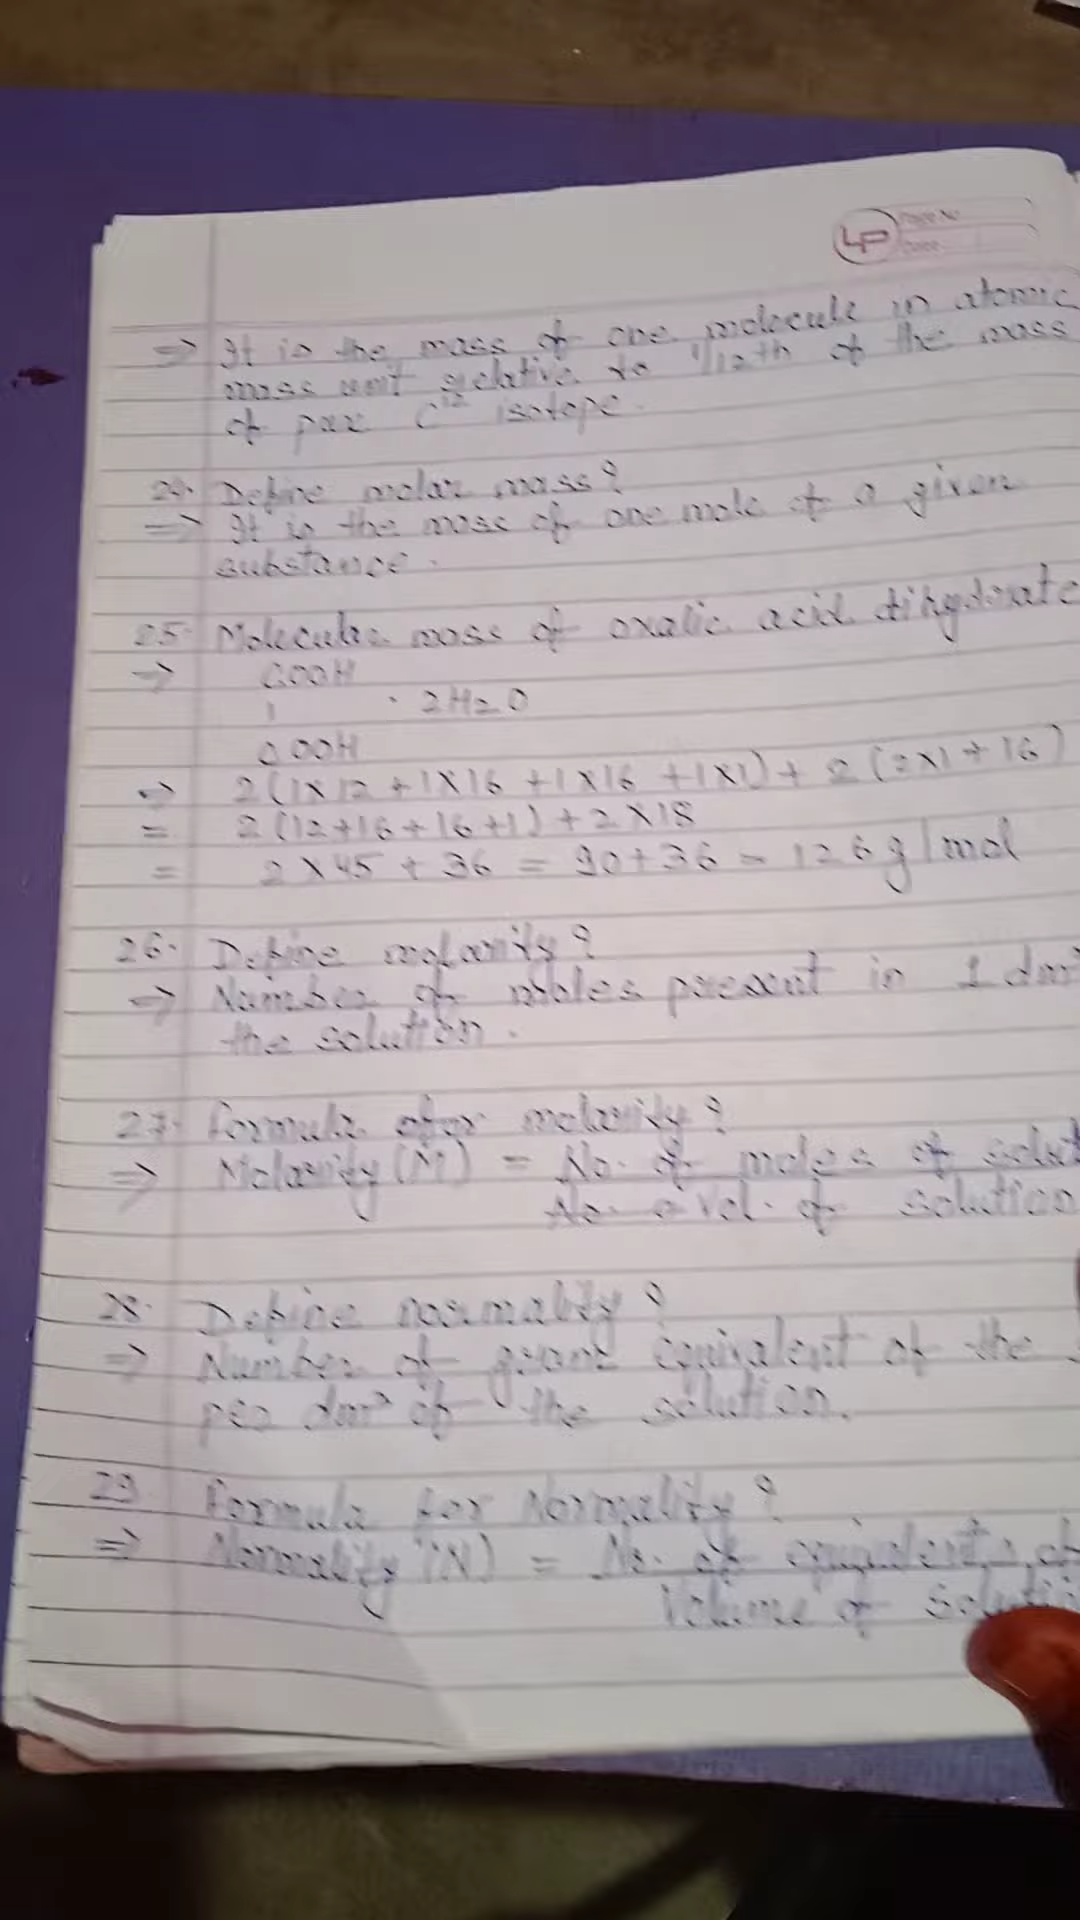 LP Page No.
Date
⇒ It is the mass of one molecule in atomic
mass unit relative to 1/12th of the mass
of per C¹² isotope.
24. Define molar mass?
⇒ It is the mass of one mole of a given
substance.
25. Molecular mass of oxalic acid dihydrate
⇒ COOH
| · 2H₂O
COOH
⇒ 2(1×12 + 1×16 + 1×16 + 1×1) + 2(2×1 + 16)
= 2(12+16+16+1) + 2×18
= 2×45 + 36 = 90+36 = 126 g/mol
26. Define molarity?
⇒ Number of moles present in 1 dm³
the solution.
27. Formula for molarity?
⇒ Molarity (M) = No. of moles of
Vol. of solution
28. Define normality?
⇒ Number of gram equivalent of the
per dm³ of the solution.
29. Formula for Normality?
⇒ Normality (N) = No. of equivalents of
Volume of